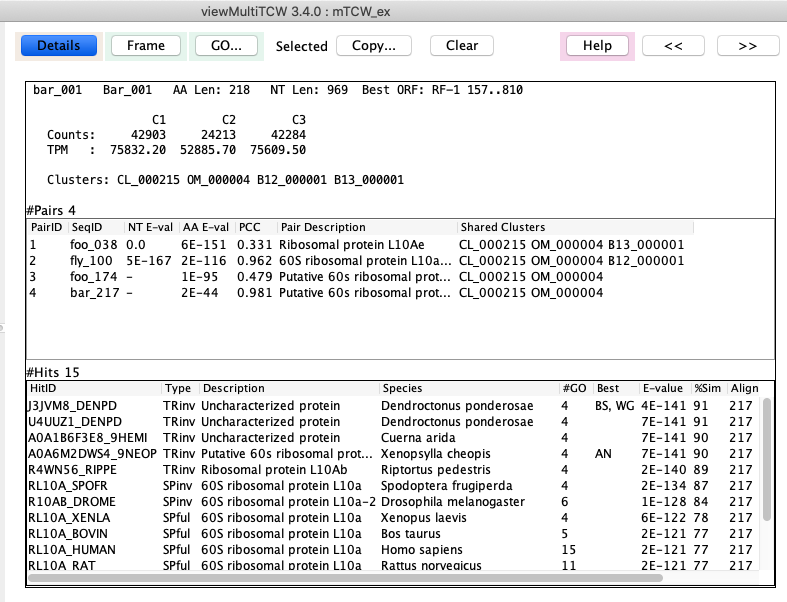 viewMultiTCW 3.4.0 : mTCW_ex
Details Frame GO... Selected Copy... Clear Help << >>
bar_001 Bar_001 AA Len: 218 NT Len: 969 Best ORF: RF-1 157..810
C1 C2 C3
Counts: 42903 24213 42284
TPM : 75832.20 52885.70 75609.50
Clusters: CL_000215 OM_000004 B12_000001 B13_000001
#Pairs 4
PairID SeqID NT E-val AA E-val PCC Pair Description Shared Clusters
1 foo_038 0.0 6E-151 0.331 Ribosomal protein L10Ae CL_000215 OM_000004 B13_000001
2 fly_100 5E-167 2E-116 0.962 60S ribosomal protein L10a... CL_000215 OM_000004 B12_000001
3 foo_174 - 1E-95 0.479 Putative 60s ribosomal prot... CL_000215 OM_000004
4 bar_217 - 2E-44 0.981 Putative 60s ribosomal prot... CL_000215 OM_000004
#Hits 15
HitID Type Description Species #GO Best E-value %Sim Align
J3JVM8_DENPD TRinv Uncharacterized protein Dendroctonus ponderosae 4 BS, WG 4E-141 91 217
U4UUZ1_DENPD TRinv Uncharacterized protein Dendroctonus ponderosae 4 7E-141 91 217
A0A1B6F3E8_9HEMI TRinv Uncharacterized protein Cuerna arida 4 7E-141 90 217
A0A6M2DWS4_9NEOP TRinv Putative 60s ribosomal prot... Xenopsylla cheopis 4 AN 7E-141 90 217
R4WN56_RIPPE TRinv Ribosomal protein L10Ab Riptortus pedestris 4 2E-140 89 217
RL10A_SPOFR SPinv 60S ribosomal protein L10a Spodoptera frugiperda 4 2E-134 87 217
R10AB_DROME SPinv 60S ribosomal protein L10a-2 Drosophila melanogaster 6 1E-128 84 217
RL10A_XENLA SPful 60S ribosomal protein L10a Xenopus laevis 4 6E-122 78 217
RL10A_BOVIN SPful 60S ribosomal protein L10a Bos taurus 5 2E-121 77 217
RL10A_HUMAN SPful 60S ribosomal protein L10a Homo sapiens 15 2E-121 77 217
RL10A_RAT SPful 60S ribosomal protein L10a Rattus norvegicus 11 2E-121 77 217